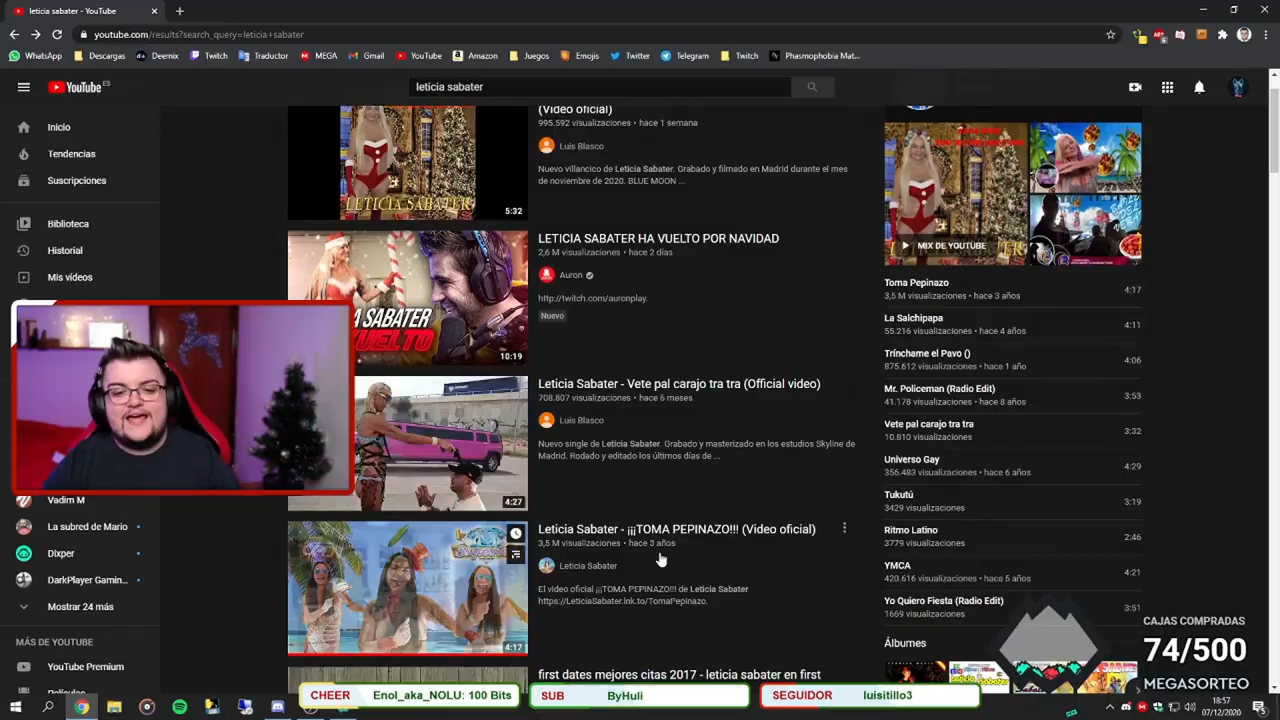 leticia sabater - YouTube
youtube.com/results?search_query=leticia+sabater
WhatsApp
Descuentos
Deemix
Twitch
Traductor
MEGA
Gmail
YouTube
Amazon
Juegos
Emojis
Twitter
Telegram
Twitch
Phasmophobia Mat...
YouTube ES
leticia sabater
Inicio
Tendencias
Suscripciones
Biblioteca
Historial
Mis vídeos
Vadim M
La subred de Mario
Dlxper
DarkPlayer Gamin...
Mostrar 24 más
MÁS DE YOUTUBE
YouTube Premium
Películas
LETICIA SABATER
5:32
(Video oficial)
995.592 visualizaciones • hace 1 semana
Luis Blasco
Nuevo villancico de Leticia Sabater. Grabado y filmado en Madrid durante el mes
de noviembre de 2020. BLUE MOON ...
SABATER
VUELTO
10:19
LETICIA SABATER HA VUELTO POR NAVIDAD
2,6 M visualizaciones • hace 2 días
Auron
http://twitch.com/auronplay.
Nuevo
4:27
Leticia Sabater - Vete pal carajo tra tra (Official video)
708.807 visualizaciones • hace 6 meses
Luis Blasco
Nuevo single de Leticia Sabater. Grabado y masterizado en los estudios Skyline de
Madrid. Rodado y editado los últimos días de ...
4:17
Leticia Sabater - ¡¡¡TOMA PEPINAZO!!! (Video oficial)
3,5 M visualizaciones • hace 3 años
Leticia Sabater
El video oficial ¡¡¡TOMA PEPINAZO!!! de Leticia Sabater
https://LeticiaSabater.lnk.to/TomaPepinazo.
first dates mejores citas 2017 - leticia sabater en first
MIX DE YOUTUBE
Toma Pepinazo
3,5 M visualizaciones • hace 3 años
4:17
La Salchipapa
55.216 visualizaciones • hace 4 años
4:11
Trínchame el Pavo ()
875.612 visualizaciones • hace 1 año
4:06
Mr. Policeman (Radio Edit)
41.178 visualizaciones • hace 8 años
3:53
Vete pal carajo tra tra
10.810 visualizaciones
3:32
Universo Gay
356.483 visualizaciones • hace 6 años
4:29
Tukutú
3429 visualizaciones
3:19
Ritmo Latino
3779 visualizaciones
2:46
YMCA
420.616 visualizaciones • hace 5 años
4:21
Yo Quiero Fiesta (Radio Edit)
1669 visualizaciones
3:51
Álbumes
CAJAS COMPRADAS
74/500
MEGASORTEO
CHEER Enol_aka_NOLU: 100 Bits
SUB ByHuli
SEGUIDOR luisitillo3
18:57
07/12/2020